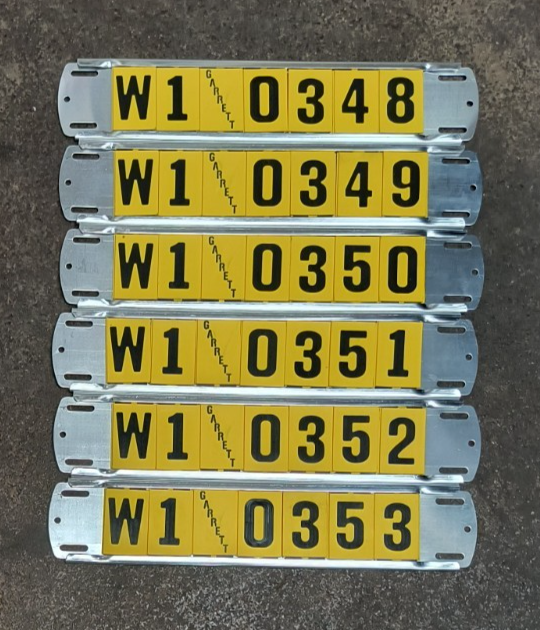 W1 GARRETT 0348
W1 GARRETT 0349
W1 GARRETT 0350
W1 GARRETT 0351
W1 GARRETT 0352
W1 GARRETT 0353